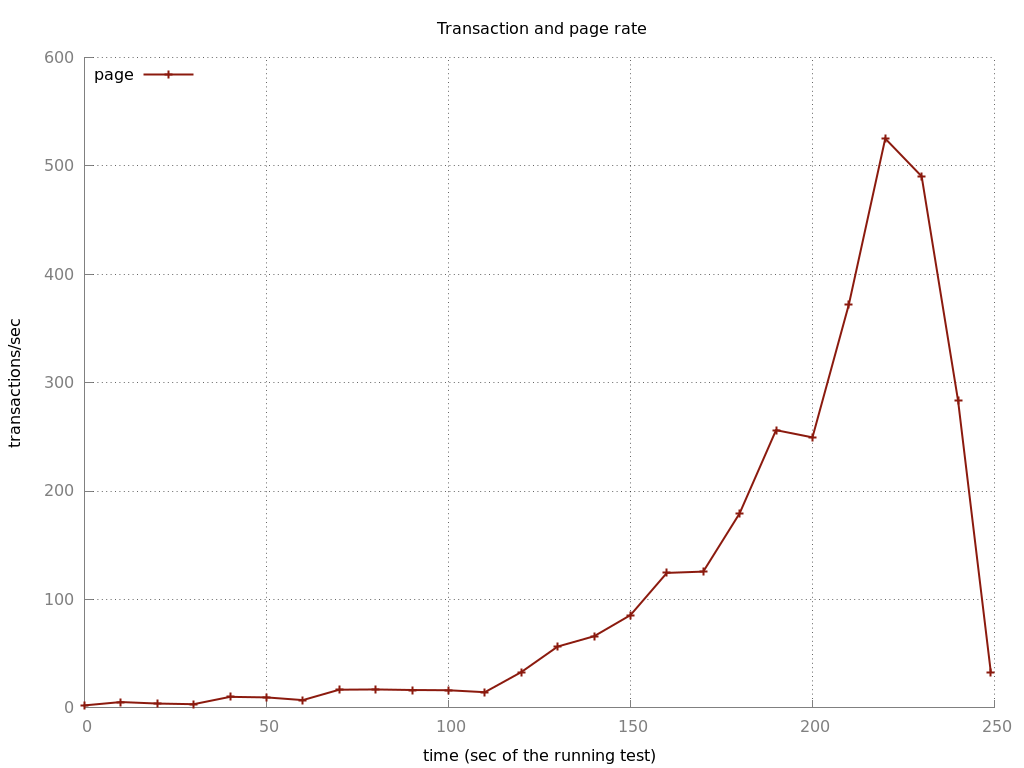 Transaction and page rate
600
page
500
400
300
200
100
0
transactions/sec
0 50 100 150 200 250
time (sec of the running test)